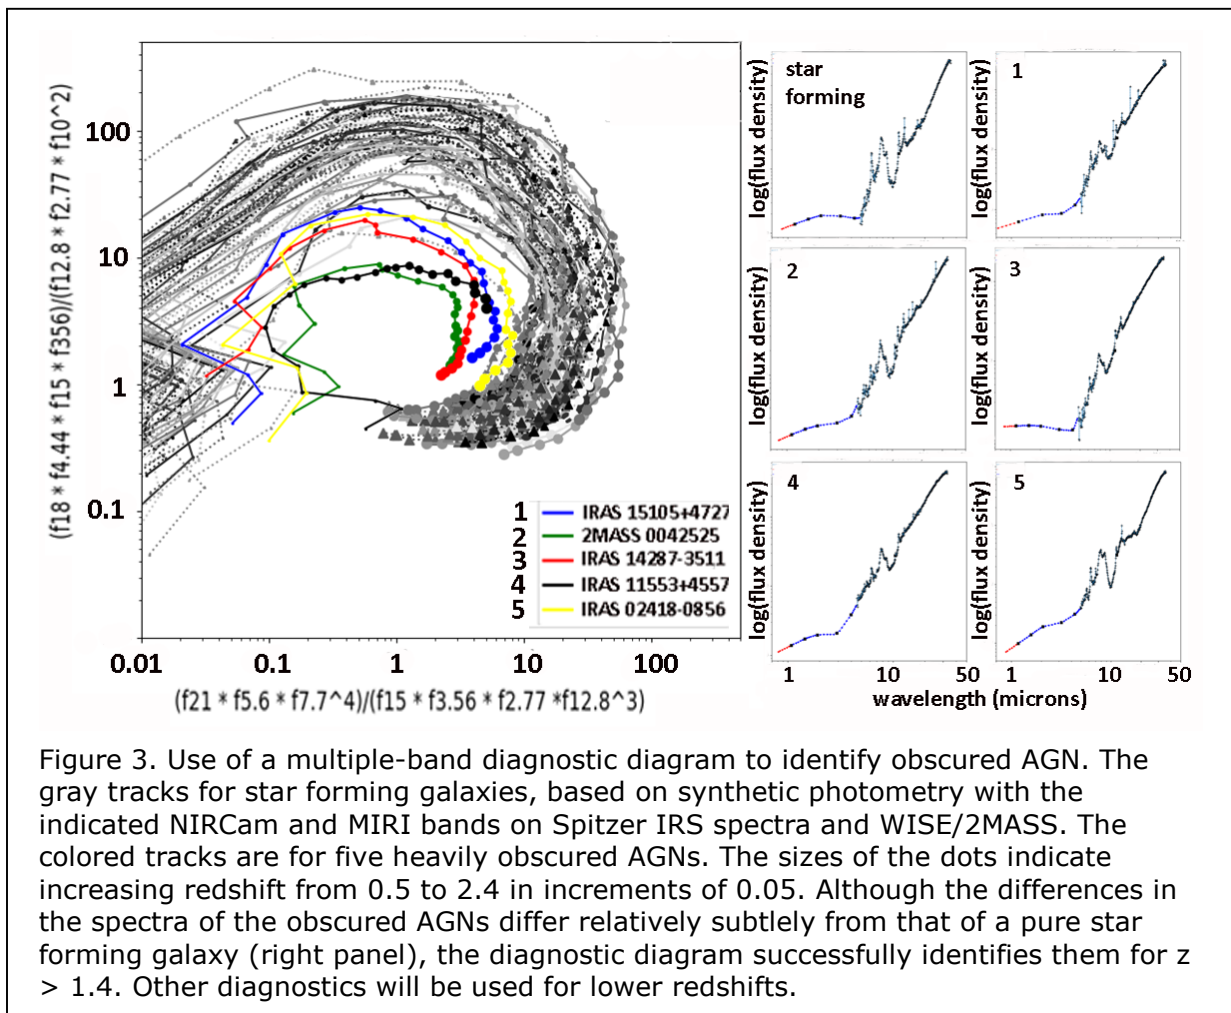 (f18 * f4.44 * f15 * f356)/(f12.8 * f2.77 * f10^2)
100
10
1
0.1
0.01
0.1
1
10
100
(f21 * f5.6 * f7.7^4)/(f15 * f3.56 * f2.77 *f12.8^3)
1 IRAS 15105+4727
2 2MASS 0042525
3 IRAS 14287-3511
4 IRAS 11553+4557
5 IRAS 02418-0856
log(flux density)
star
forming
log(flux density)
1
log(flux density)
2
log(flux density)
3
log(flux density)
4
log(flux density)
5
1 10 50
1 10 50
wavelength (microns)
Figure 3. Use of a multiple-band diagnostic diagram to identify obscured AGN. The
gray tracks for star forming galaxies, based on synthetic photometry with the
indicated NIRCam and MIRI bands on Spitzer IRS spectra and WISE/2MASS. The
colored tracks are for five heavily obscured AGNs. The sizes of the dots indicate
increasing redshift from 0.5 to 2.4 in increments of 0.05. Although the differences in
the spectra of the obscured AGNs differ relatively subtlely from that of a pure star
forming galaxy (right panel), the diagnostic diagram successfully identifies them for z
> 1.4. Other diagnostics will be used for lower redshifts.